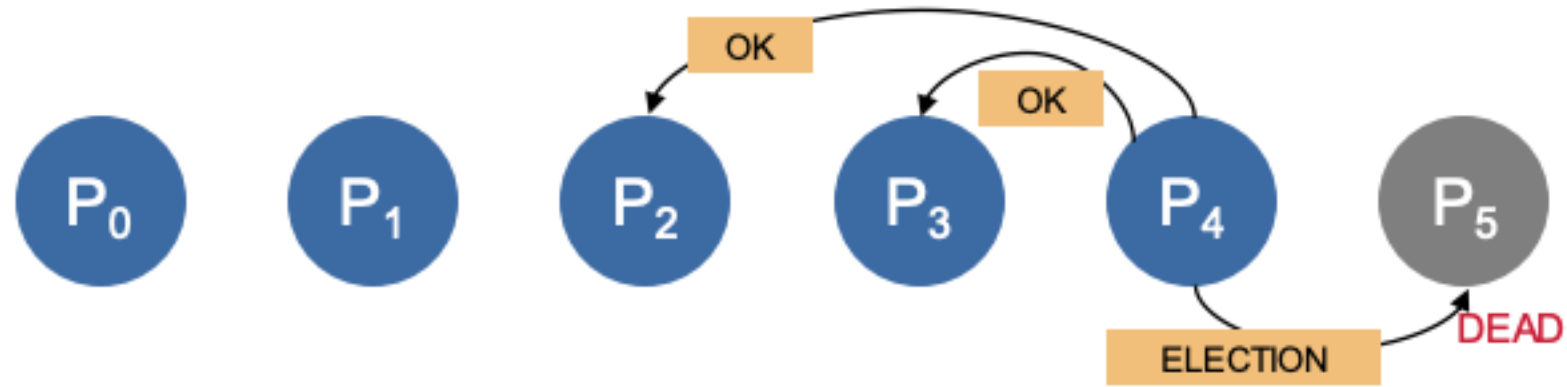 OK
OK
P₀ P₁ P₂ P₃ P₄ P₅
DEAD
ELECTION